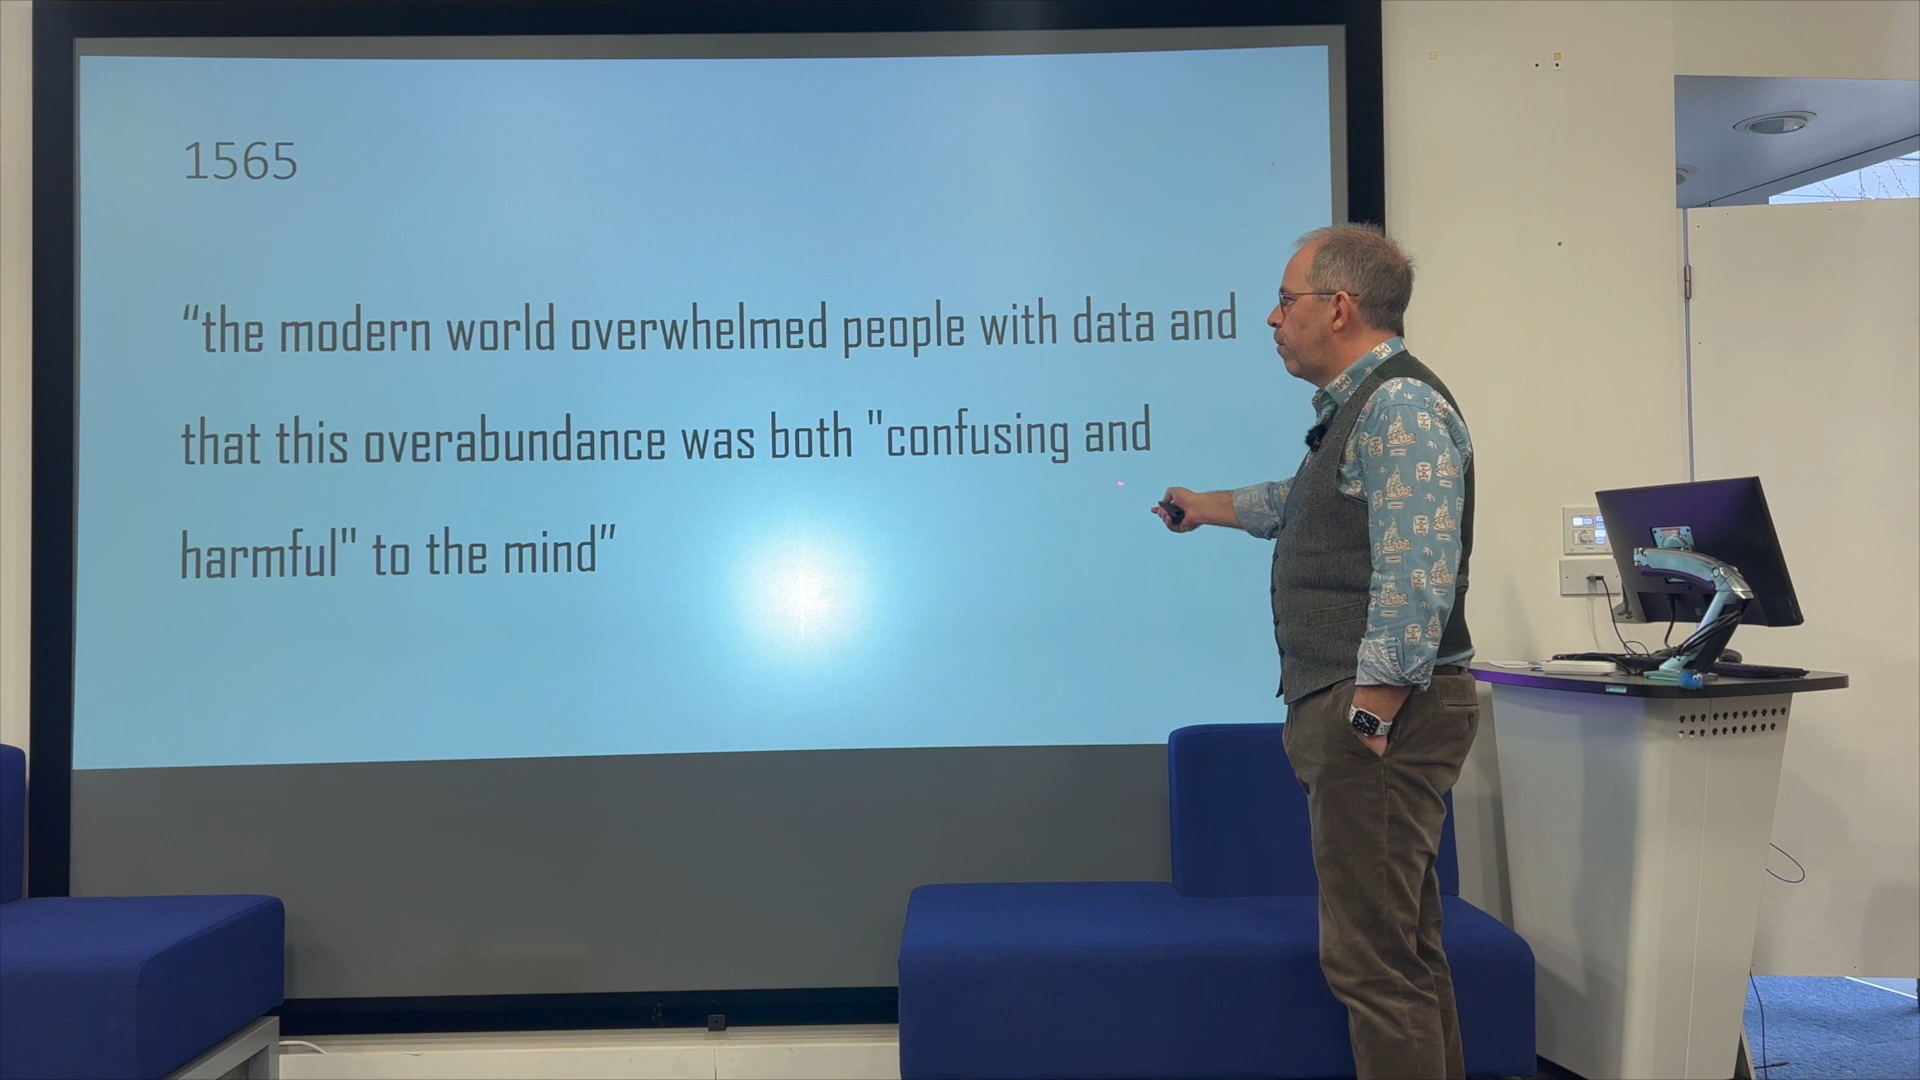 1565
“the modern world overwhelmed people with data and
that this overabundance was both "confusing and
harmful" to the mind”